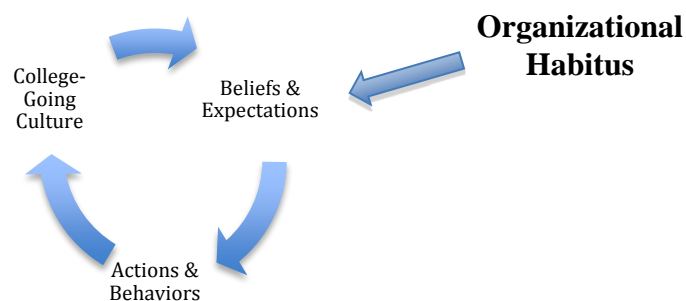 Organizational
Habitus
College-
Going
Culture
Beliefs &
Expectations
Actions &
Behaviors